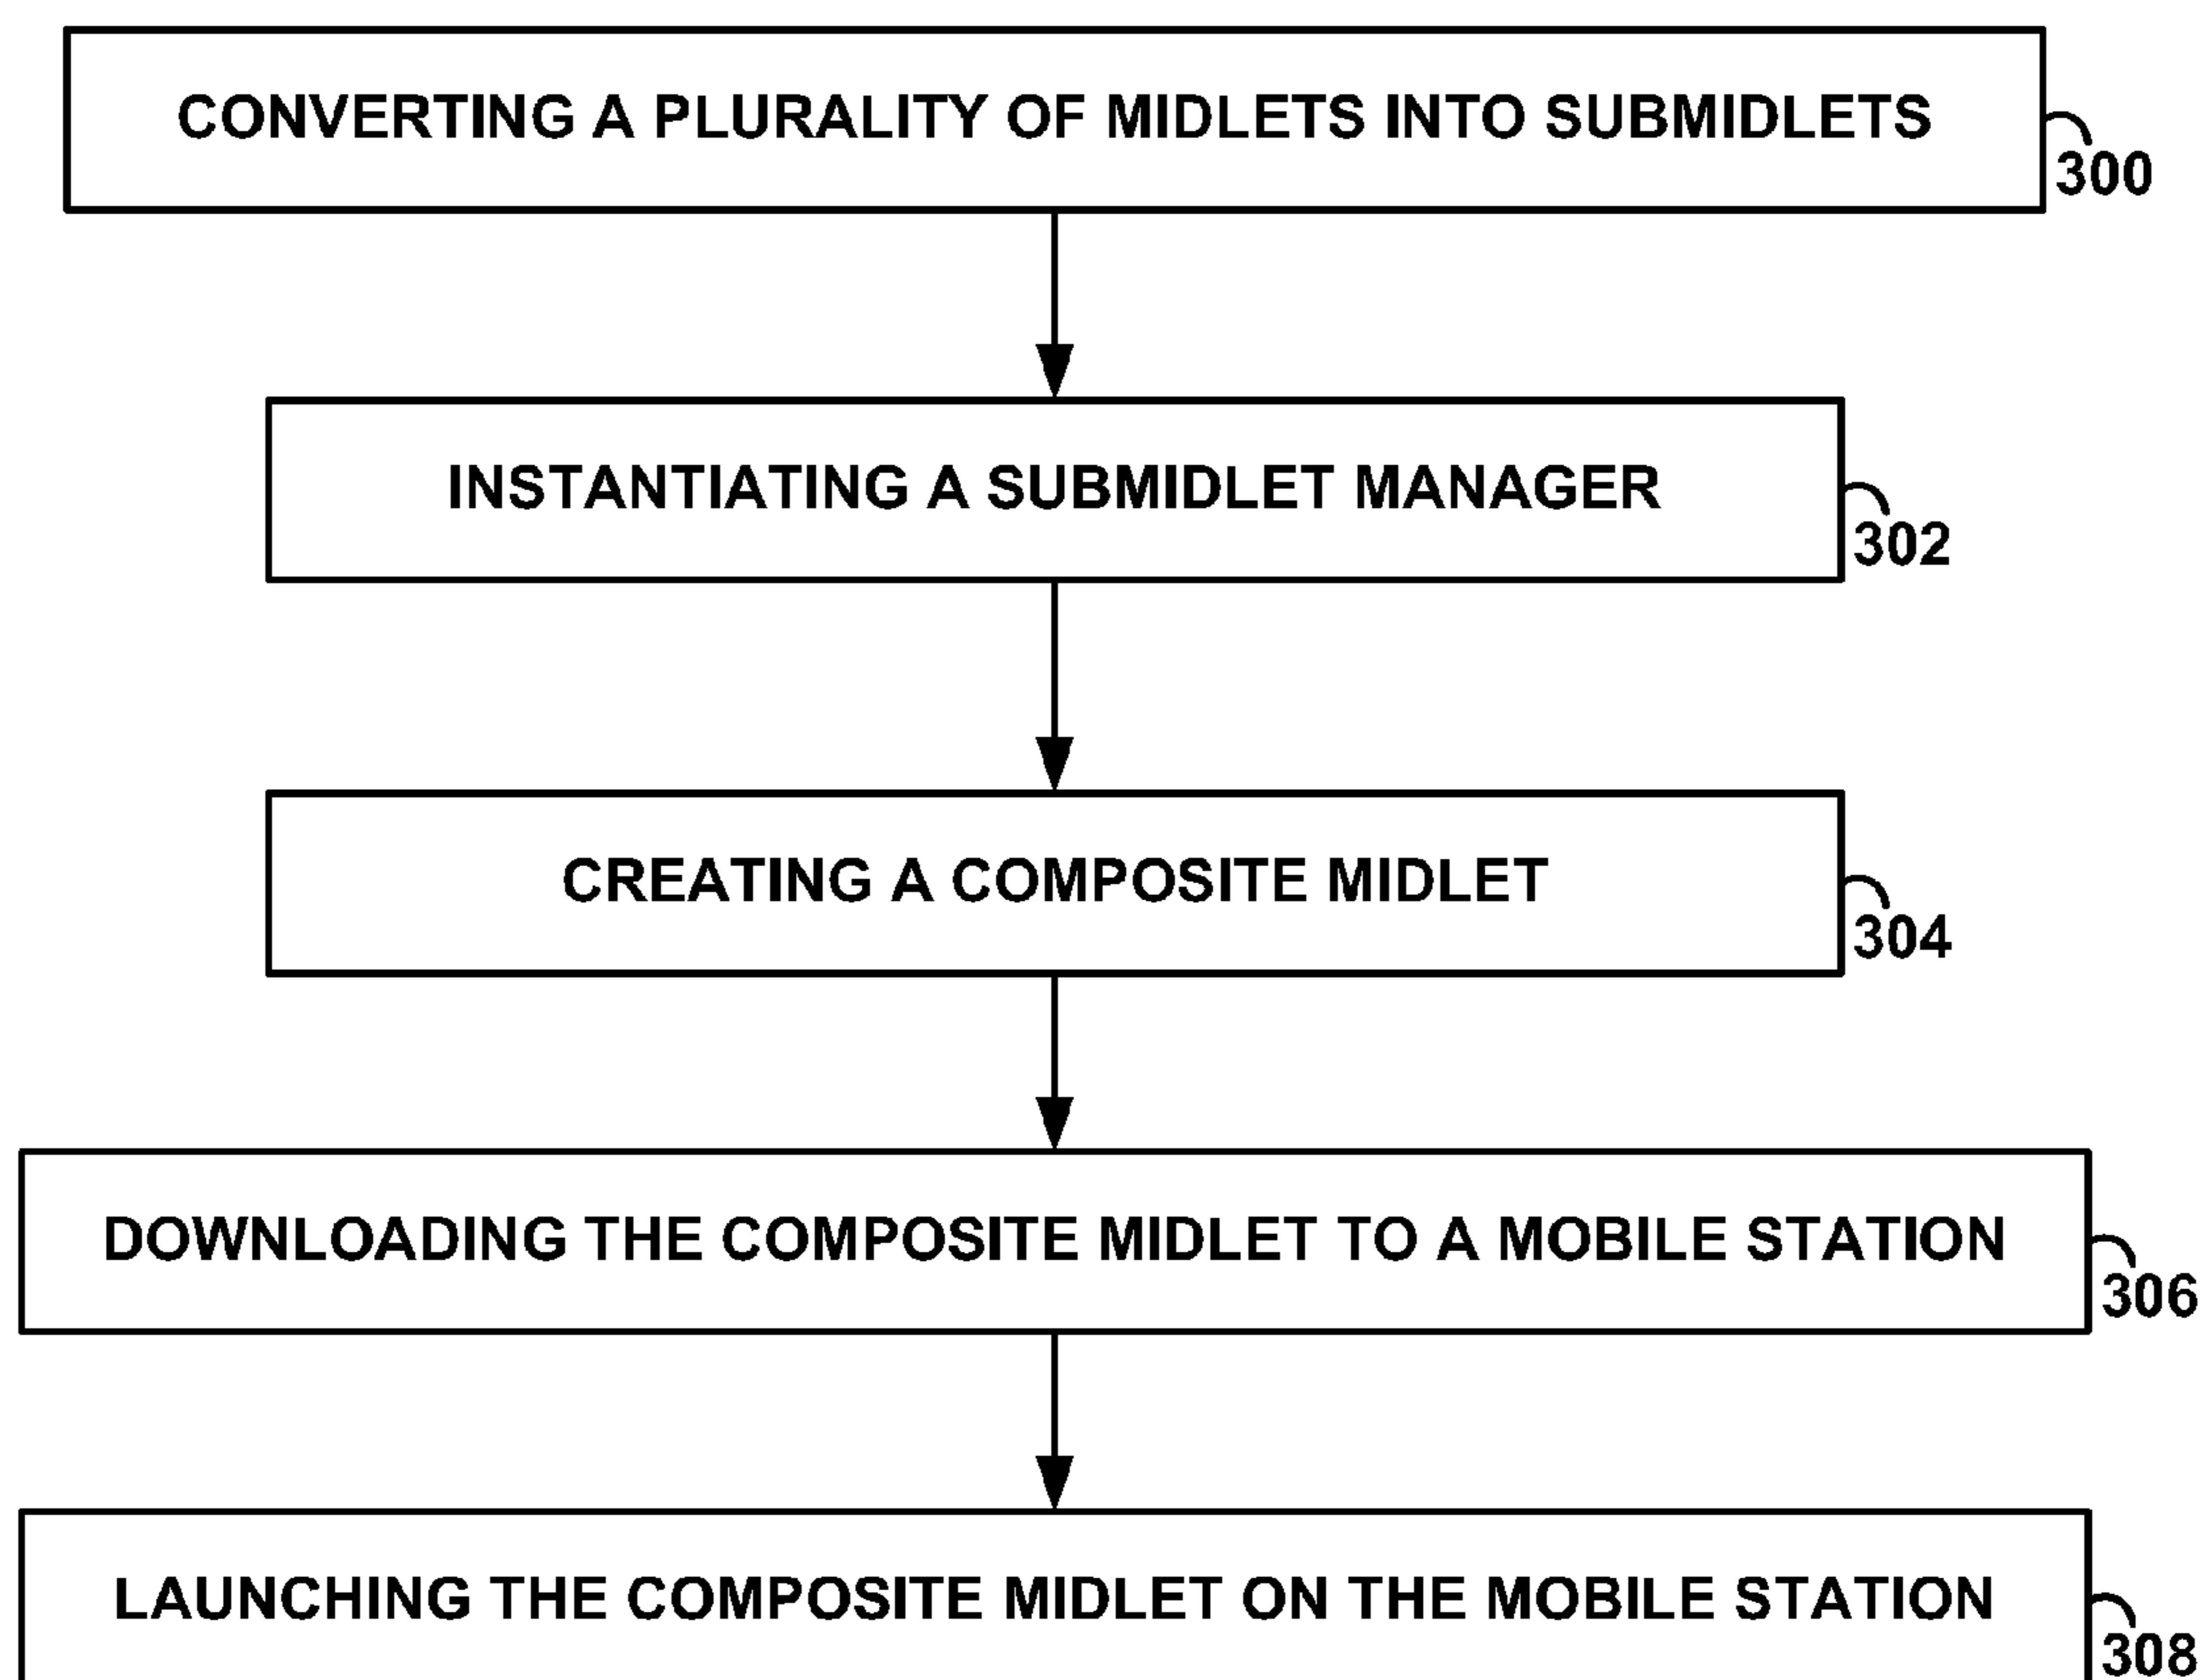 CONVERTING A PLURALITY OF MIDLETS INTO SUBMIDLETS
300
INSTANTIATING A SUBMIDLET MANAGER
302
CREATING A COMPOSITE MIDLET
304
DOWNLOADING THE COMPOSITE MIDLET TO A MOBILE STATION
306
LAUNCHING THE COMPOSITE MIDLET ON THE MOBILE STATION
308